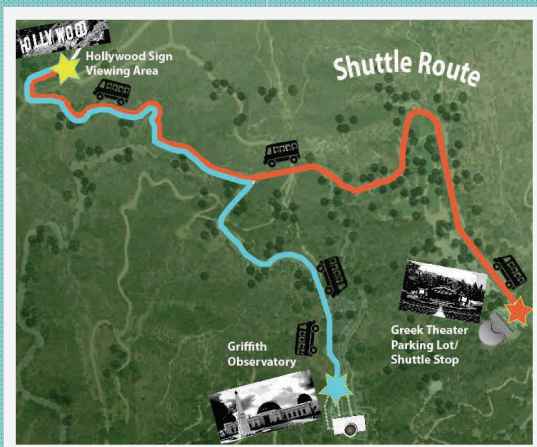 HOLLYWOOD
Hollywood Sign
Viewing Area
Shuttle Route
Greek Theater
Parking Lot/
Shuttle Stop
Griffith
Observatory